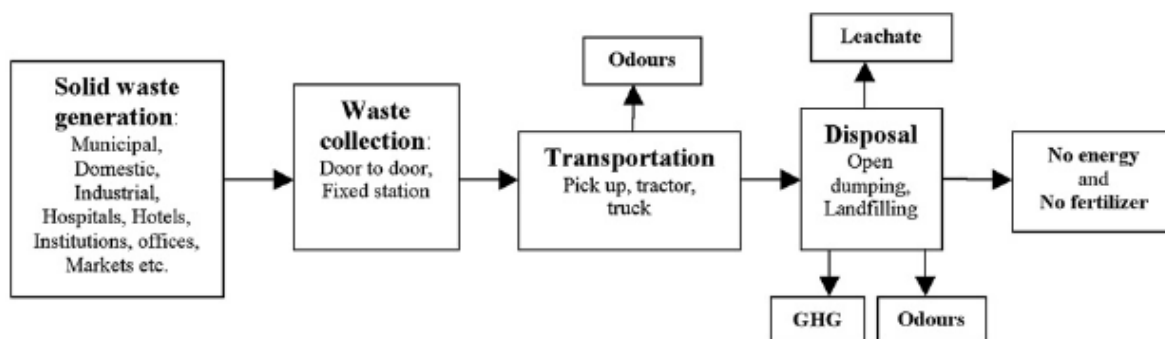 Solid waste
generation:
Municipal,
Domestic,
Industrial,
Hospitals, Hotels,
Institutions, offices,
Markets etc.
Waste
collection:
Door to door,
Fixed station
Odours
Transportation
Pick up, tractor,
truck
Leachate
Disposal
Open
dumping,
Landfilling
GHG
Odours
No energy
and
No fertilizer